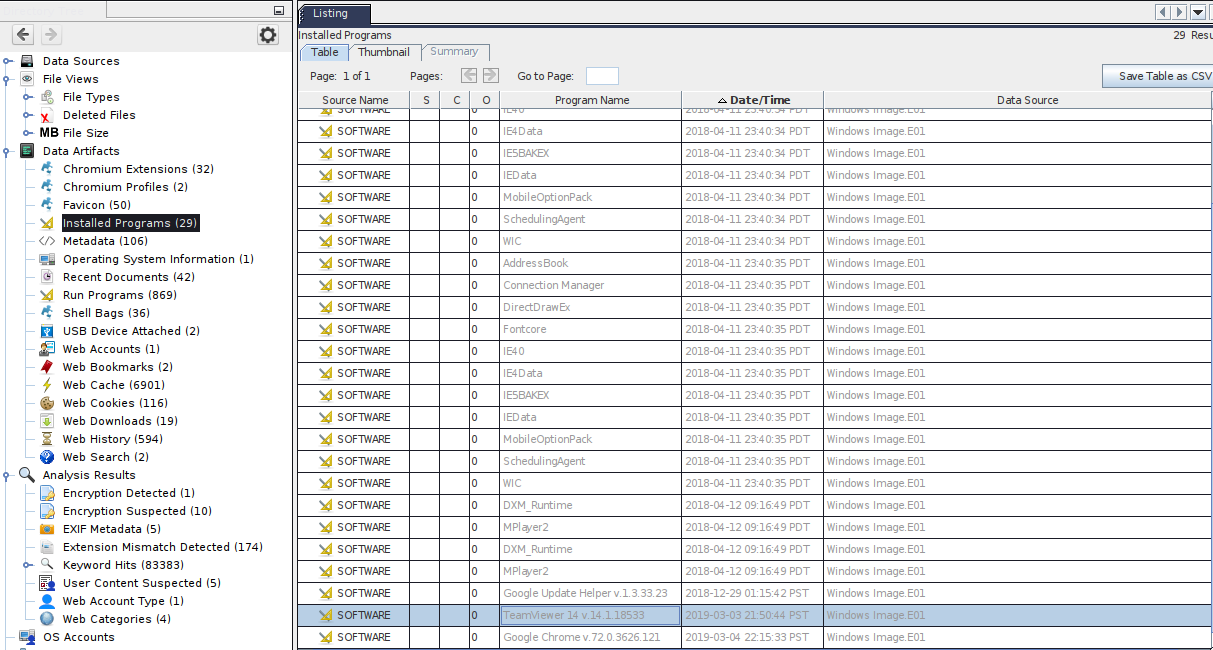 Listing
Installed Programs
29 Resu
Table Thumbnail Summary
Page: 1 of 1 Pages: Go to Page: Save Table as CSV
Data Sources
File Views
File Types
Deleted Files
MB File Size
Data Artifacts
Chromium Extensions (32)
Chromium Profiles (2)
Favicon (50)
Installed Programs (29)
Metadata (106)
Operating System Information (1)
Recent Documents (42)
Run Programs (869)
Shell Bags (36)
USB Device Attached (2)
Web Accounts (1)
Web Bookmarks (2)
Web Cache (6901)
Web Cookies (116)
Web Downloads (19)
Web History (594)
Web Search (2)
Analysis Results
Encryption Detected (1)
Encryption Suspected (10)
EXIF Metadata (5)
Extension Mismatch Detected (174)
Keyword Hits (83383)
User Content Suspected (5)
Web Account Type (1)
Web Categories (4)
OS Accounts
Source Name S C O Program Name Date/Time Data Source
SOFTWARE 0 IE40 2018-04-11 23:40:34 PDT Windows Image.E01
SOFTWARE 0 IE4Data 2018-04-11 23:40:34 PDT Windows Image.E01
SOFTWARE 0 IE5BAKEX 2018-04-11 23:40:34 PDT Windows Image.E01
SOFTWARE 0 IEData 2018-04-11 23:40:34 PDT Windows Image.E01
SOFTWARE 0 MobileOptionPack 2018-04-11 23:40:34 PDT Windows Image.E01
SOFTWARE 0 SchedulingAgent 2018-04-11 23:40:34 PDT Windows Image.E01
SOFTWARE 0 WIC 2018-04-11 23:40:34 PDT Windows Image.E01
SOFTWARE 0 AddressBook 2018-04-11 23:40:35 PDT Windows Image.E01
SOFTWARE 0 Connection Manager 2018-04-11 23:40:35 PDT Windows Image.E01
SOFTWARE 0 DirectDrawEx 2018-04-11 23:40:35 PDT Windows Image.E01
SOFTWARE 0 Fontcore 2018-04-11 23:40:35 PDT Windows Image.E01
SOFTWARE 0 IE40 2018-04-11 23:40:35 PDT Windows Image.E01
SOFTWARE 0 IE4Data 2018-04-11 23:40:35 PDT Windows Image.E01
SOFTWARE 0 IE5BAKEX 2018-04-11 23:40:35 PDT Windows Image.E01
SOFTWARE 0 IEData 2018-04-11 23:40:35 PDT Windows Image.E01
SOFTWARE 0 MobileOptionPack 2018-04-11 23:40:35 PDT Windows Image.E01
SOFTWARE 0 SchedulingAgent 2018-04-11 23:40:35 PDT Windows Image.E01
SOFTWARE 0 WIC 2018-04-11 23:40:35 PDT Windows Image.E01
SOFTWARE 0 DXM_Runtime 2018-04-12 09:16:49 PDT Windows Image.E01
SOFTWARE 0 MPlayer2 2018-04-12 09:16:49 PDT Windows Image.E01
SOFTWARE 0 DXM_Runtime 2018-04-12 09:16:49 PDT Windows Image.E01
SOFTWARE 0 MPlayer2 2018-04-12 09:16:49 PDT Windows Image.E01
SOFTWARE 0 Google Update Helper v.1.3.33.23 2018-12-29 01:15:42 PST Windows Image.E01
SOFTWARE 0 TeamViewer 14 v.14.1.18533 2019-03-03 21:50:44 PST Windows Image.E01
SOFTWARE 0 Google Chrome v.72.0.3626.121 2019-03-04 22:15:33 PST Windows Image.E01